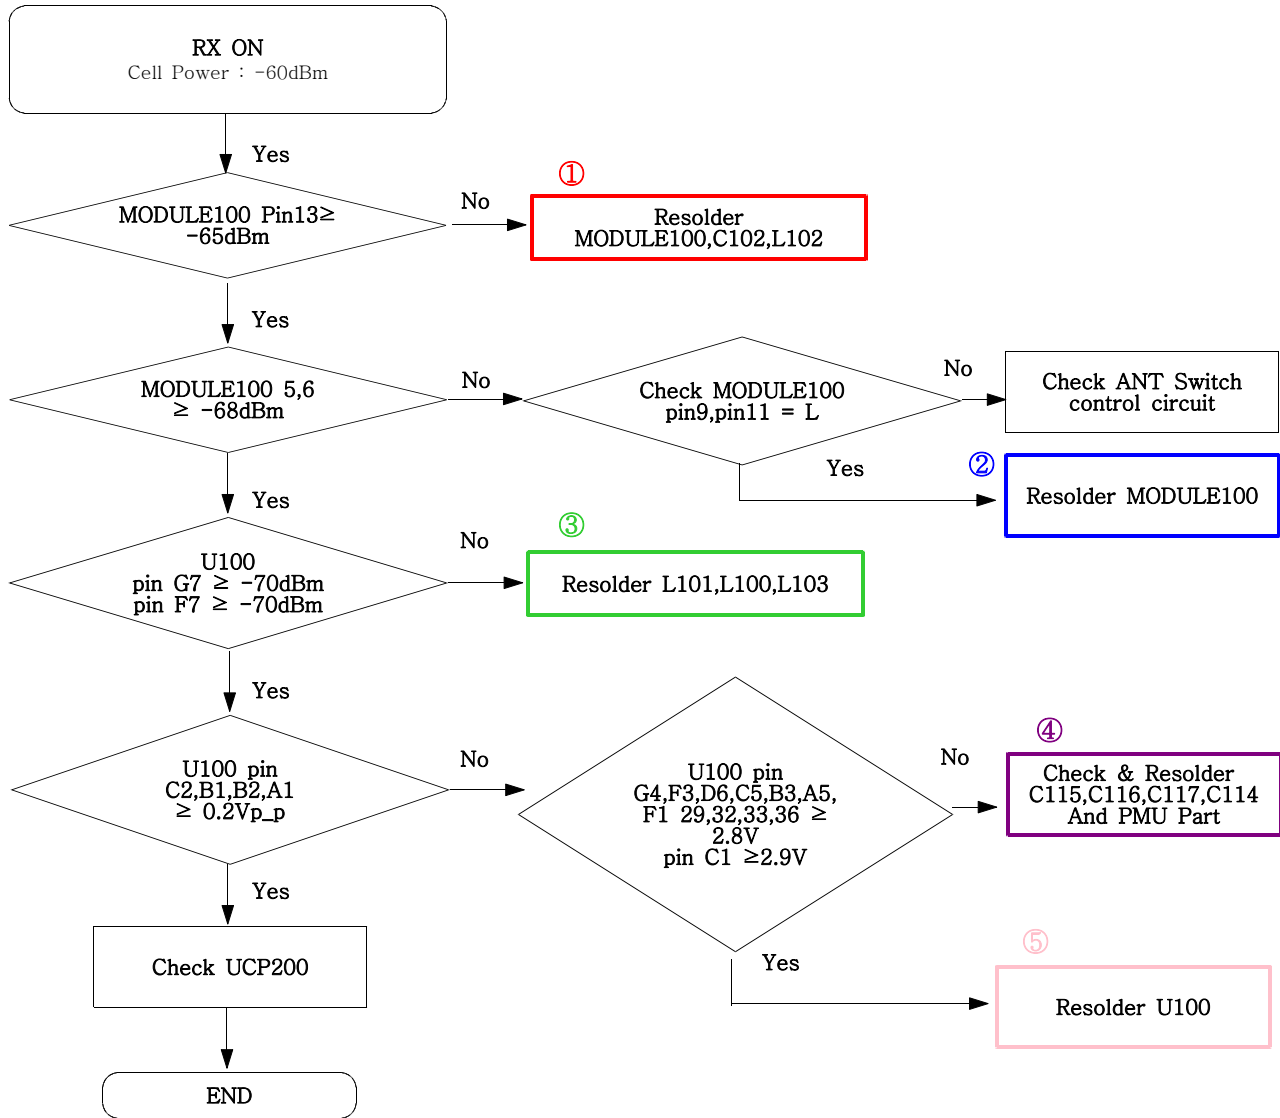 RX ON
Cell Power : -60dBm
Yes
MODULE100 Pin13≥
-65dBm
No
①
Resolder
MODULE100,C102,L102
Yes
MODULE100 5,6
≥ -68dBm
No
Check MODULE100
pin9,pin11 = L
No
Check ANT Switch
control circuit
Yes
②
Resolder MODULE100
Yes
U100
pin G7 ≥ -70dBm
pin F7 ≥ -70dBm
No
③
Resolder L101,L100,L103
Yes
U100 pin
C2,B1,B2,A1
≥ 0.2Vp_p
No
U100 pin
G4,F3,D6,C5,B3,A5,
F1 29,32,33,36 ≥
2.8V
pin C1 ≥2.9V
No
④
Check & Resolder
C115,C116,C117,C114
And PMU Part
Yes
⑤
Resolder U100
Yes
Check UCP200
END